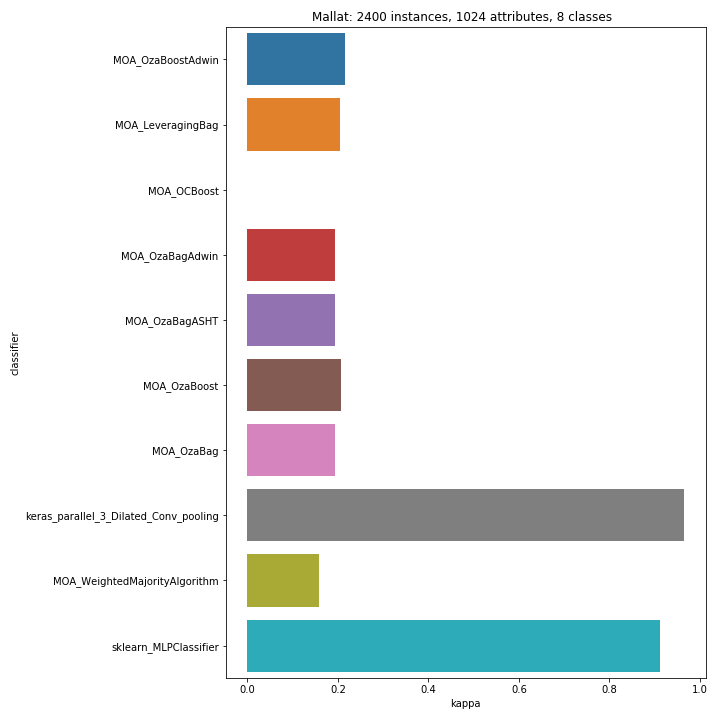 Mallat: 2400 instances, 1024 attributes, 8 classes
MOA_OzaBoostAdwin
MOA_LeveragingBag
MOA_OCBoost
MOA_OzaBagAdwin
MOA_OzaBagASHT
classifier
MOA_OzaBoost
MOA_OzaBag
keras_parallel_3_Dilated_Conv_pooling
MOA_WeightedMajorityAlgorithm
sklearn_MLPClassifier
0.0 0.2 0.4 0.6 0.8 1.0
kappa